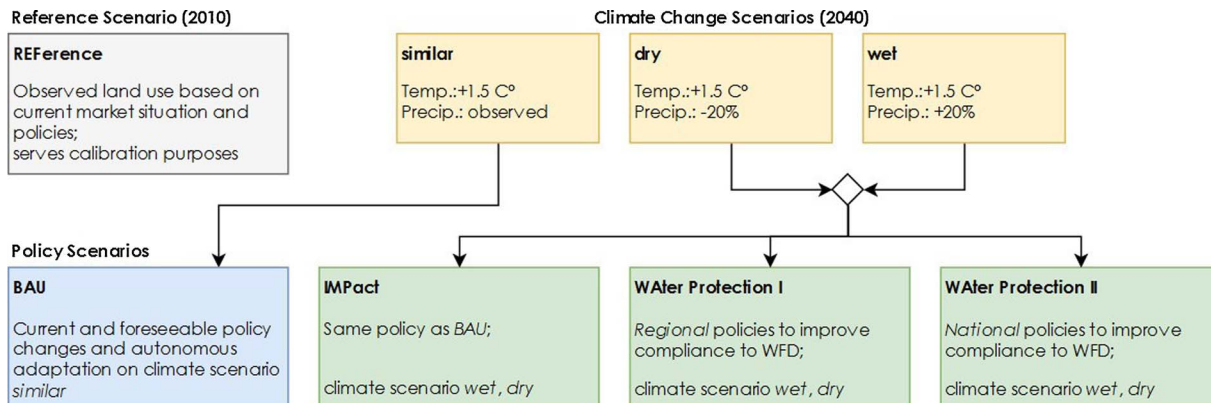 Reference Scenario (2010)
Climate Change Scenarios (2040)
REFerence
Observed land use based on
current market situation and
policies;
serves calibration purposes
similar
Temp.:+1.5 C°
Precip.: observed
dry
Temp.:+1.5 C°
Precip.: -20%
wet
Temp.:+1.5 C°
Precip.: +20%
Policy Scenarios
BAU
Current and foreseeable policy
changes and autonomous
adaptation on climate scenario
similar
IMPact
Same policy as BAU;
climate scenario wet, dry
WAter Protection I
Regional policies to improve
compliance to WFD;
climate scenario wet, dry
WAter Protection II
National policies to improve
compliance to WFD;
climate scenario wet, dry